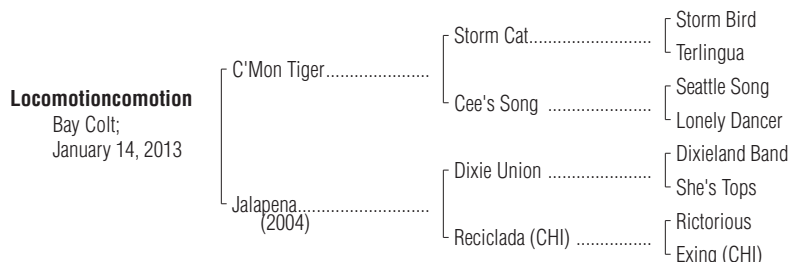 Storm Bird
Storm Cat
Terlingua
C'Mon Tiger
Seattle Song
Cee's Song
Lonely Dancer
Locomotioncomotion
Bay Colt;
January 14, 2013
Dixieland Band
Dixie Union
She's Tops
Jalapena
(2004)
Rictorious
Reciclada (CHI)
Exing (CHI)